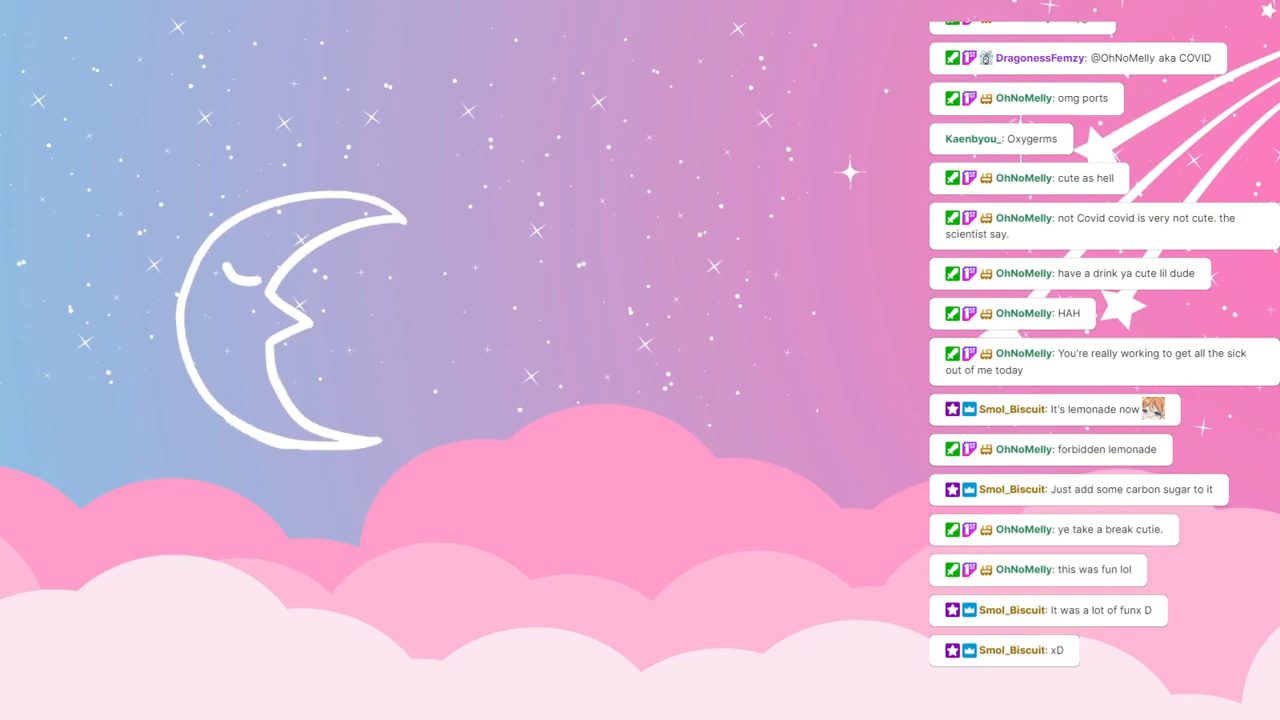 DragonessFemzy: @OhNoMelly aka COVID
OhNoMelly: omg ports
Kaenbyou_: Oxygerms
OhNoMelly: cute as hell
OhNoMelly: not Covid covid is very not cute. the
scientist say.
OhNoMelly: have a drink ya cute lil dude
OhNoMelly: HAH
OhNoMelly: You're really working to get all the sick
out of me today
Smol_Biscuit: It's lemonade now
OhNoMelly: forbidden lemonade
Smol_Biscuit: Just add some carbon sugar to it
OhNoMelly: ye take a break cutie.
OhNoMelly: this was fun lol
Smol_Biscuit: It was a lot of funx D
Smol_Biscuit: xD